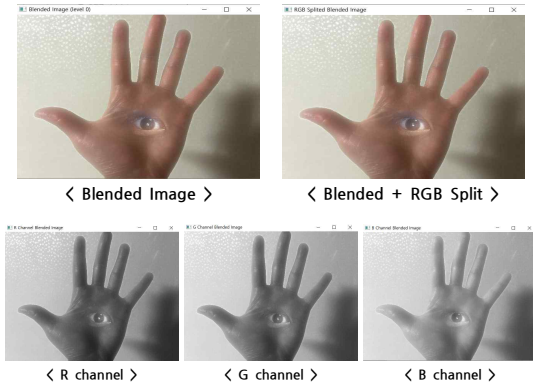 Blended Image (level 0)
RGB Splited Blended Image
< Blended Image >
< Blended + RGB Split >
R Channel Blended Image
G Channel Blended Image
B Channel Blended Image
< R channel >
< G channel >
< B channel >